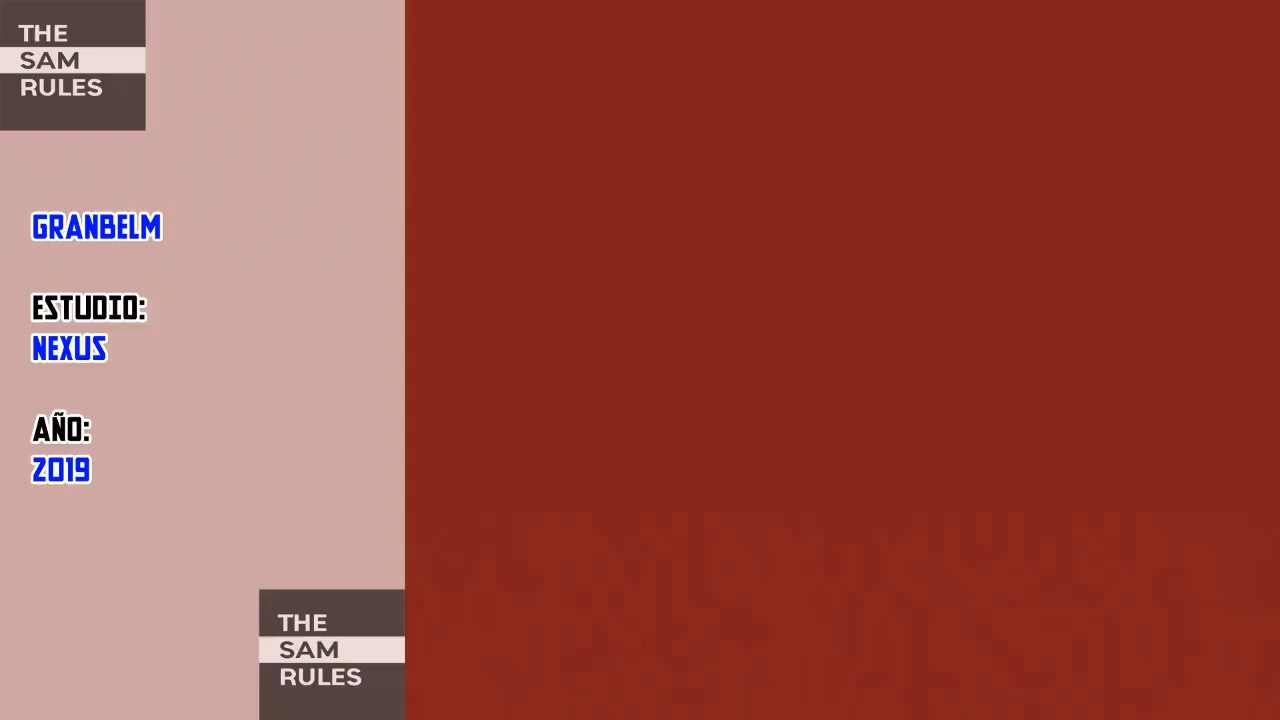 THE
SAM
RULES
GRANBELM
ESTUDIO:
NEXUS
AÑO:
2019
THE
SAM
RULES